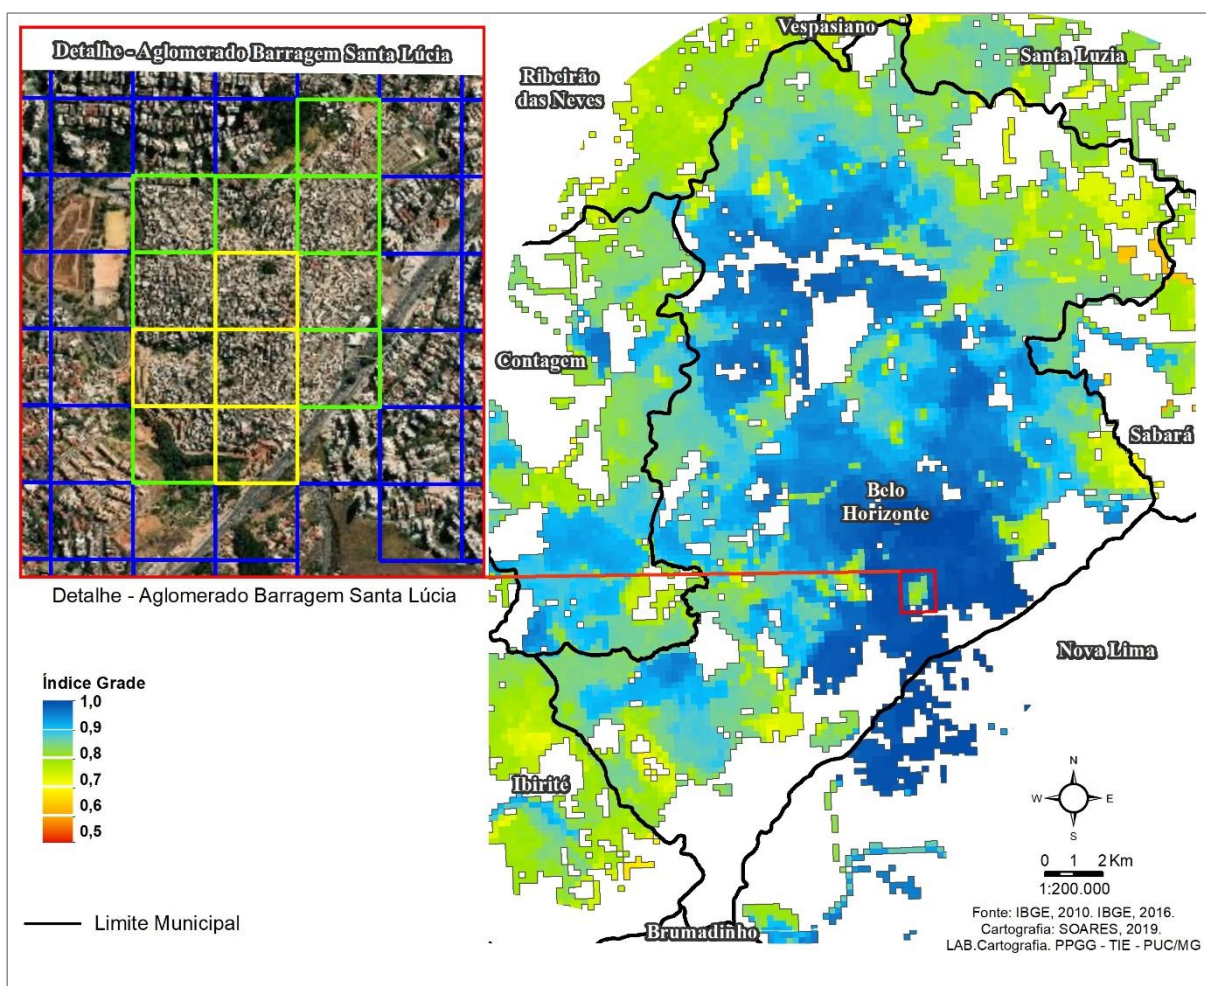 Detalhe - Aglomerado Barragem Santa Lúcia
Detalhe - Aglomerado Barragem Santa Lúcia
Índice Grade
1,0
0,9
0,8
0,7
0,6
0,5
Limite Municipal
Vespasiano
Ribeirão
das Neves
Santa Luzia
Contagem
Sabará
Belo
Horizonte
Nova Lima
Ibirité
Brumadinho
N
W
E
S
0 1 2 Km
1:200.000
Fonte: IBGE, 2010. IBGE, 2016.
Cartografia: SOARES, 2019.
LAB.Cartografia. PPGG - TIE - PUC/MG